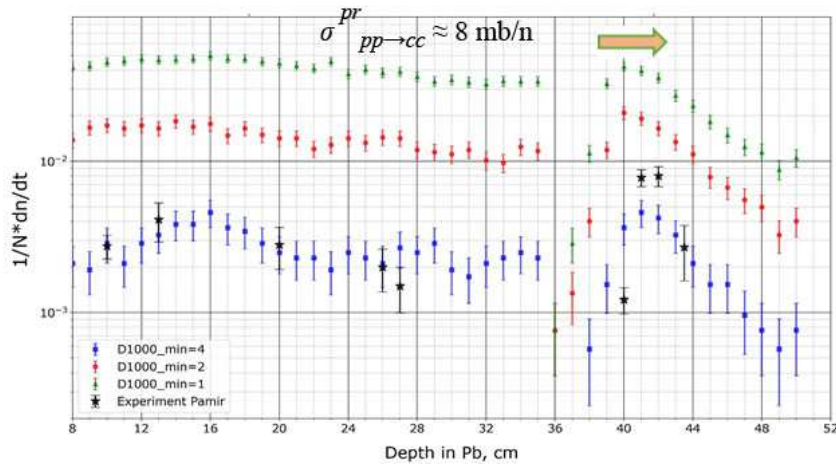 σ^{pr}_{pp→cc} ≈ 8 mb/n
1/N*dn/dt
10⁻²
10⁻³
D1000_min=4
D1000_min=2
D1000_min=1
Experiment Pamir
8 12 16 20 24 28 32 36 40 44 48 52
Depth in Pb, cm